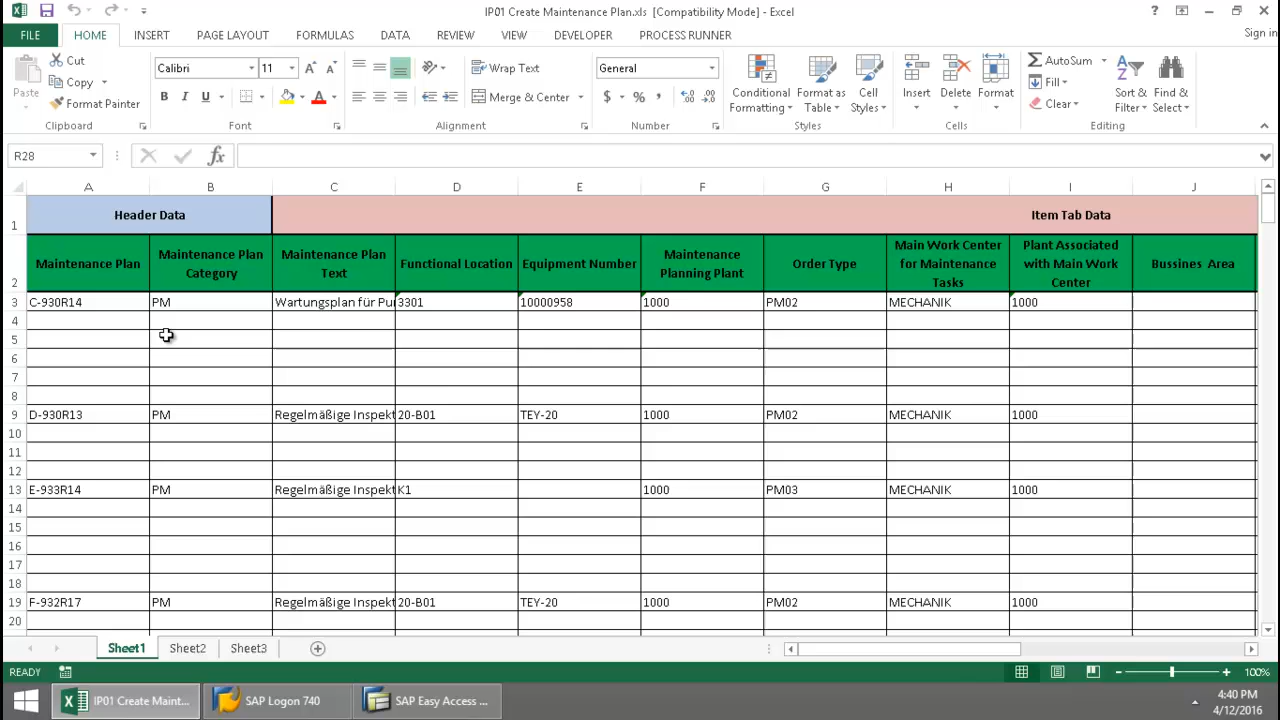 IP01 Create Maintenance Plan.xls [Compatibility Mode] - Excel
?
FILE HOME INSERT PAGE LAYOUT FORMULAS DATA REVIEW VIEW DEVELOPER PROCESS RUNNER Sign in
Paste Cut Copy Format Painter
Clipboard
Calibri 11 A A
B I U A
Font
Wrap Text
Merge & Center
Alignment
General
$ % ,
Number
Conditional Formatting
Format as Table
Cell Styles
Styles
Insert Delete Format
Cells
AutoSum Fill Clear
Sort & Filter
Find & Select
Editing
R28 fx
A B C D E F G H I J
1 Header Data Item Tab Data
2 Maintenance Plan
Maintenance Plan
Category
Maintenance Plan
Text
Functional Location
Equipment Number
Maintenance
Planning Plant
Order Type
Main Work Center
for Maintenance
Tasks
Plant Associated
with Main Work
Center
Bussines Area
3 C-930R14 PM Wartungsplan für Pu 3301 10000958 1000 PM02 MECHANIK 1000
4
5
6
7
8
9 D-930R13 PM Regelmäßige Inspekt 20-B01 TEY-20 1000 PM02 MECHANIK 1000
10
11
12
13 E-933R14 PM Regelmäßige Inspekt K1 1000 PM03 MECHANIK 1000
14
15
16
17
18
19 F-932R17 PM Regelmäßige Inspekt 20-B01 TEY-20 1000 PM02 MECHANIK 1000
20
Sheet1 Sheet2 Sheet3
READY 100%
IP01 Create Maint... SAP Logon 740 SAP Easy Access ...
4:40 PM
4/12/2016